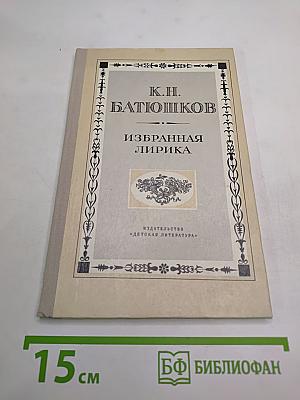 К.Н.
БАТЮШКОВ
ИЗБРАННАЯ
ЛИРИКА
ИЗДАТЕЛЬСТВО
«ДЕТСКАЯ ЛИТЕРАТУРА»
15 см
БФ БИБЛИОФАН